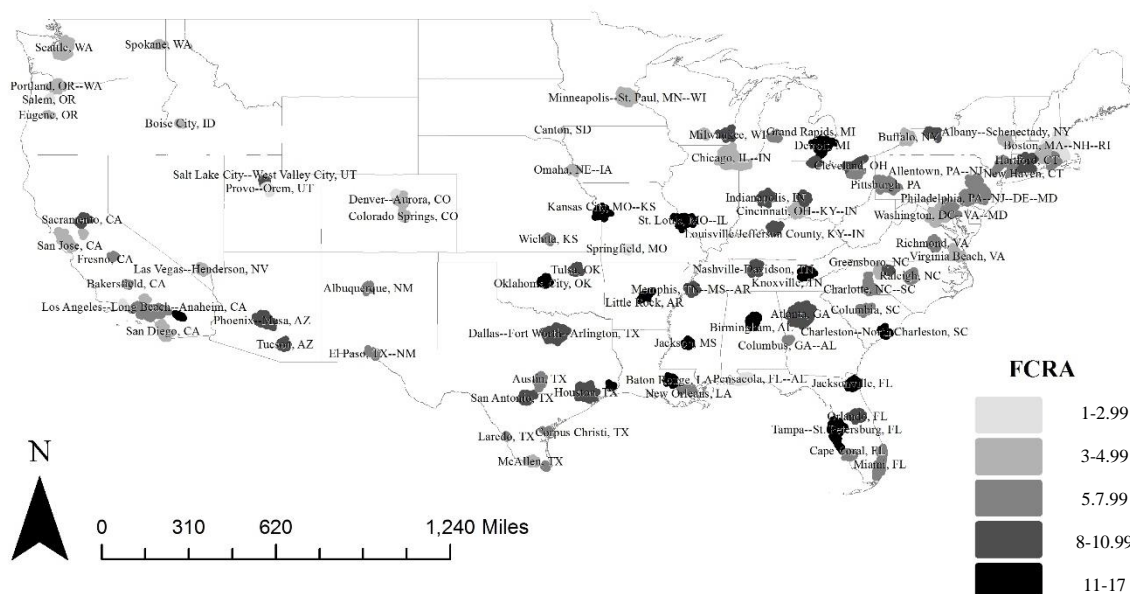 Seattle, WA
Spokane, WA
Portland, OR--WA
Salem, OR
Eugene, OR
Boise City, ID
Minneapolis--St. Paul, MN--WI
Canton, SD
Milwaukee, WI
Grand Rapids, MI
Detroit, MI
Buffalo, NY
Albany--Schenectady, NY
Boston, MA--NH--RI
Hartford, CT
New Haven, CT
Chicago, IL--IN
Cleveland, OH
Allentown, PA--NJ
Pittsburgh, PA
Omaha, NE--IA
Salt Lake City--West Valley City, UT
Provo--Orem, UT
Denver--Aurora, CO
Colorado Springs, CO
Kansas City, MO--KS
St. Louis, MO--IL
Indianapolis, IN
Cincinnati, OH--KY--IN
Philadelphia, PA--NJ--DE--MD
Washington, DC--VA--MD
Louisville/Jefferson County, KY--IN
Richmond, VA
Virginia Beach, VA
Sacramento, CA
San Jose, CA
Fresno, CA
Las Vegas--Henderson, NV
Bakersfield, CA
Wichita, KS
Springfield, MO
Tulsa, OK
Oklahoma City, OK
Nashville-Davidson, TN
Knoxville, TN
Greensboro, NC
Raleigh, NC
Charlotte, NC--SC
Albuquerque, NM
Memphis, TN--MS--AR
Little Rock, AR
Los Angeles--Long Beach--Anaheim, CA
San Diego, CA
Phoenix--Mesa, AZ
Tucson, AZ
El Paso, TX--NM
Dallas--Fort Worth--Arlington, TX
Atlanta, GA
Columbia, SC
Birmingham, AL
Charleston--North Charleston, SC
Jackson, MS
Columbus, GA--AL
Austin, TX
Baton Rouge, LA
Pensacola, FL--AL
Jacksonville, FL
San Antonio, TX
Houston, TX
New Orleans, LA
Orlando, FL
Tampa--St. Petersburg, FL
Laredo, TX
Corpus Christi, TX
Cape Coral, FL
McAllen, TX
Miami, FL
N
0 310 620 1,240 Miles
FCRA
1-2.99
3-4.99
5.7.99
8-10.99
11-17